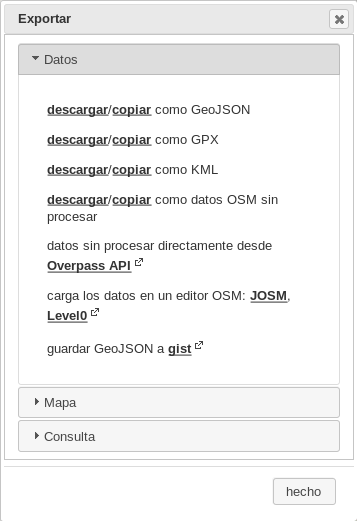 Exportar
Datos
descargar/copiar como GeoJSON
descargar/copiar como GPX
descargar/copiar como KML
descargar/copiar como datos OSM sin
procesar
datos sin procesar directamente desde
Overpass API
carga los datos en un editor OSM: JOSM,
Level0
guardar GeoJSON a gist
Mapa
Consulta
hecho